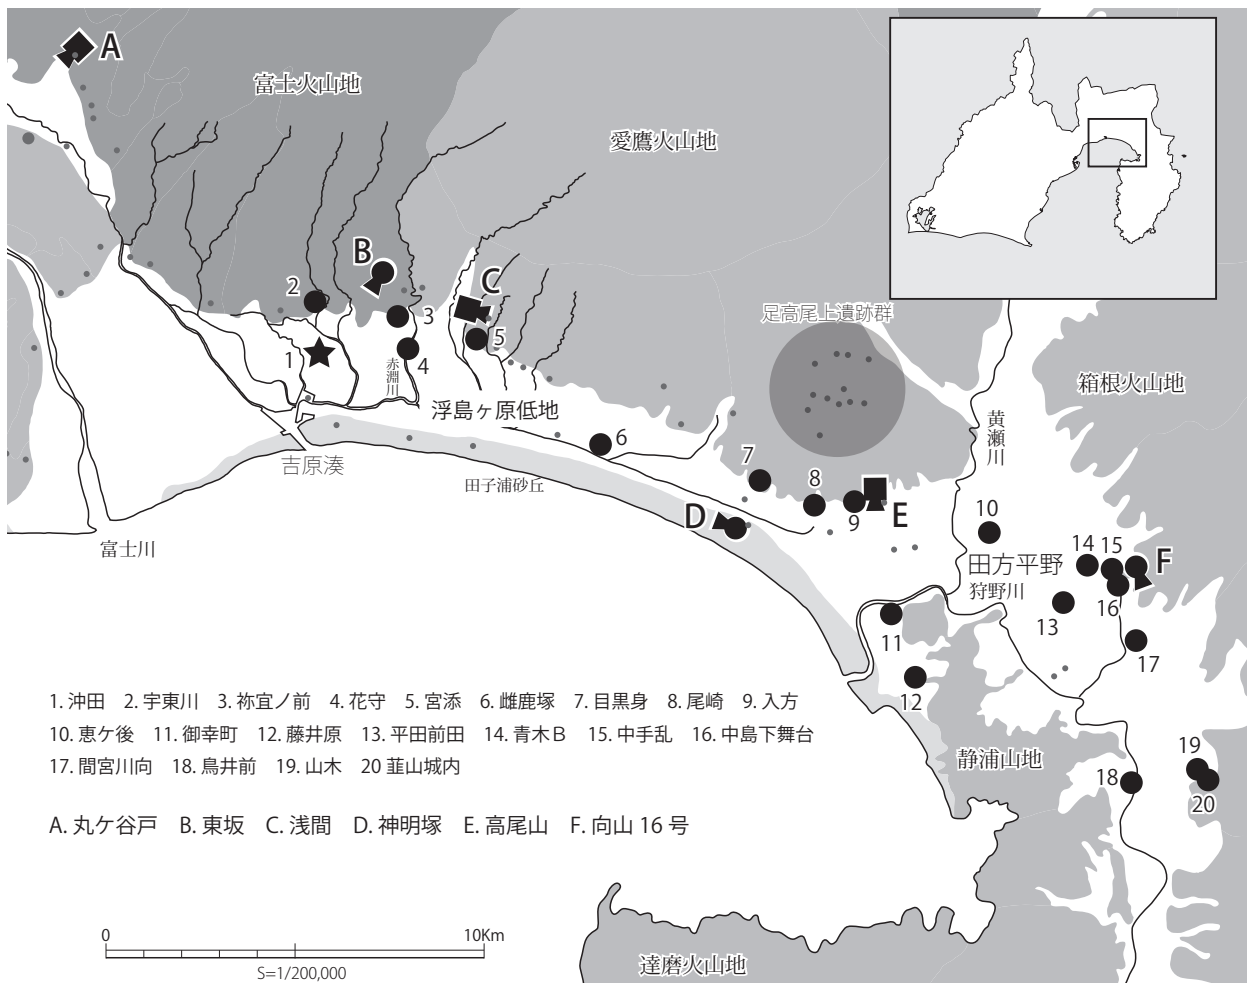 A
富士火山地
愛鷹火山地
B
C
2
3
足高尾上遺跡群
5
1
4
赤淵川
箱根火山地
浮島ヶ原低地
黄瀬川
6
吉原湊
7
田子浦砂丘
8
D
9
E
10
富士川
14
15
F
田方平野
狩野川
16
13
11
17
12
1. 沖田 2. 宇東川 3. 祢宜ノ前 4. 花守 5. 宮添 6. 雌鹿塚 7. 目黒身 8. 尾崎 9. 入方
10. 恵ケ後 11. 御幸町 12. 藤井原 13. 平田前田 14. 青木B 15. 中手乱 16. 中島下舞台
17. 間宮川向 18. 鳥井前 19. 山木 20 韮山城内
静浦山地
19
18
20
A. 丸ケ谷戸 B. 東坂 C. 浅間 D. 神明塚 E. 高尾山 F. 向山 16 号
0
10Km
S=1/200,000
達磨火山地